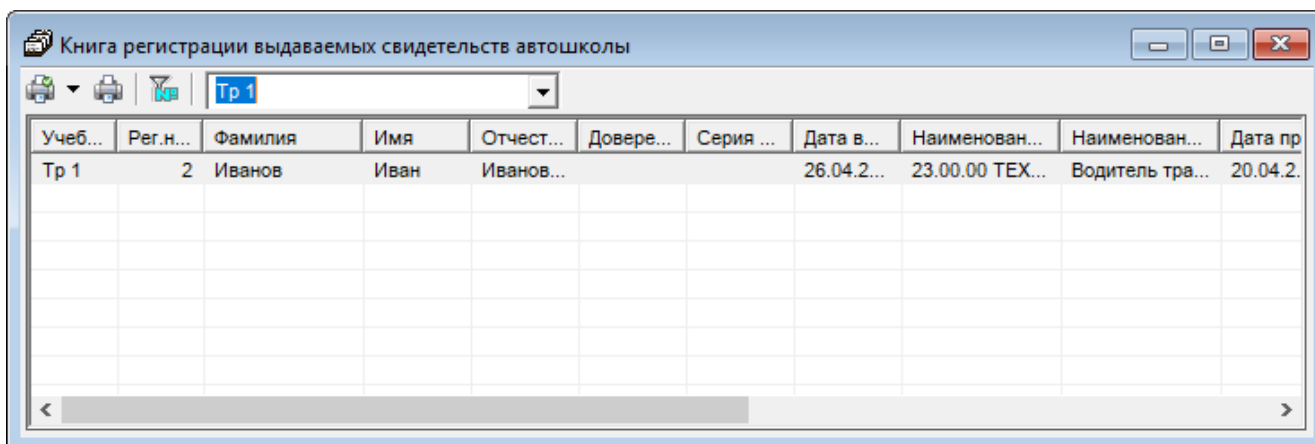 Книга регистрации выдаваемых свидетельств автошколы
Тр 1
Учеб... Рег.н... Фамилия Имя Отчест... Довере... Серия ... Дата в... Наименован... Наименован... Дата пр
Тр 1 2 Иванов Иван Иванов... 26.04.2... 23.00.00 ТЕХ... Водитель тра... 20.04.2.